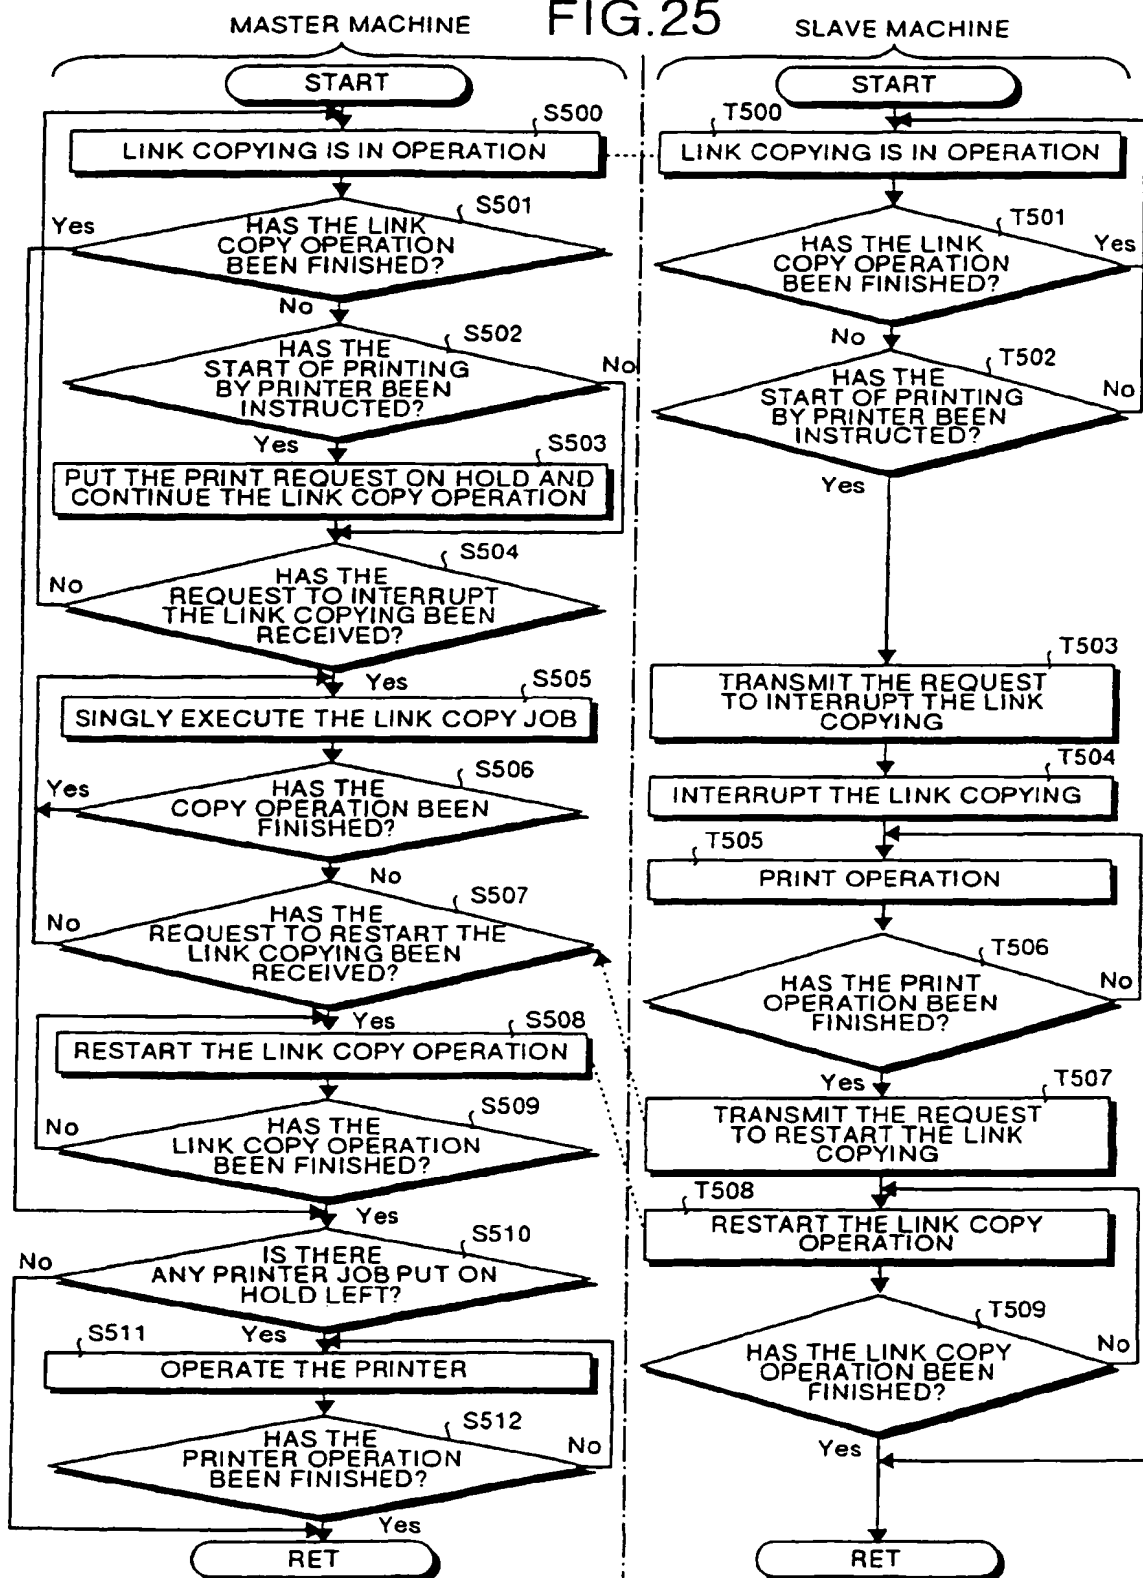 FIG.25
MASTER MACHINE
START
S500
LINK COPYING IS IN OPERATION
S501
Yes
HAS THE LINK
COPY OPERATION
BEEN FINISHED?
No
S502
HAS THE
START OF PRINTING
BY PRINTER BEEN
INSTRUCTED?
No
Yes
S503
PUT THE PRINT REQUEST ON HOLD AND
CONTINUE THE LINK COPY OPERATION
S504
No
HAS THE
REQUEST TO INTERRUPT
THE LINK COPYING BEEN
RECEIVED?
Yes
S505
SINGLY EXECUTE THE LINK COPY JOB
S506
Yes
HAS THE
COPY OPERATION BEEN
FINISHED?
No
S507
No
HAS THE
REQUEST TO RESTART THE
LINK COPYING BEEN
RECEIVED?
Yes
S508
RESTART THE LINK COPY OPERATION
S509
No
HAS THE
LINK COPY OPERATION
BEEN FINISHED?
Yes
S510
No
IS THERE
ANY PRINTER JOB PUT ON
HOLD LEFT?
Yes
S511
OPERATE THE PRINTER
S512
HAS THE
PRINTER OPERATION
BEEN FINISHED?
No
Yes
RET
SLAVE MACHINE
START
T500
LINK COPYING IS IN OPERATION
T501
HAS THE LINK
COPY OPERATION
BEEN FINISHED?
Yes
No
T502
HAS THE
START OF PRINTING
BY PRINTER BEEN
INSTRUCTED?
No
Yes
T503
TRANSMIT THE REQUEST
TO INTERRUPT THE LINK
COPYING
T504
INTERRUPT THE LINK COPYING
T505
PRINT OPERATION
T506
HAS THE PRINT
OPERATION BEEN
FINISHED?
No
Yes
T507
TRANSMIT THE REQUEST
TO RESTART THE LINK
COPYING
T508
RESTART THE LINK COPY
OPERATION
T509
HAS THE LINK COPY
OPERATION BEEN
FINISHED?
No
Yes
RET